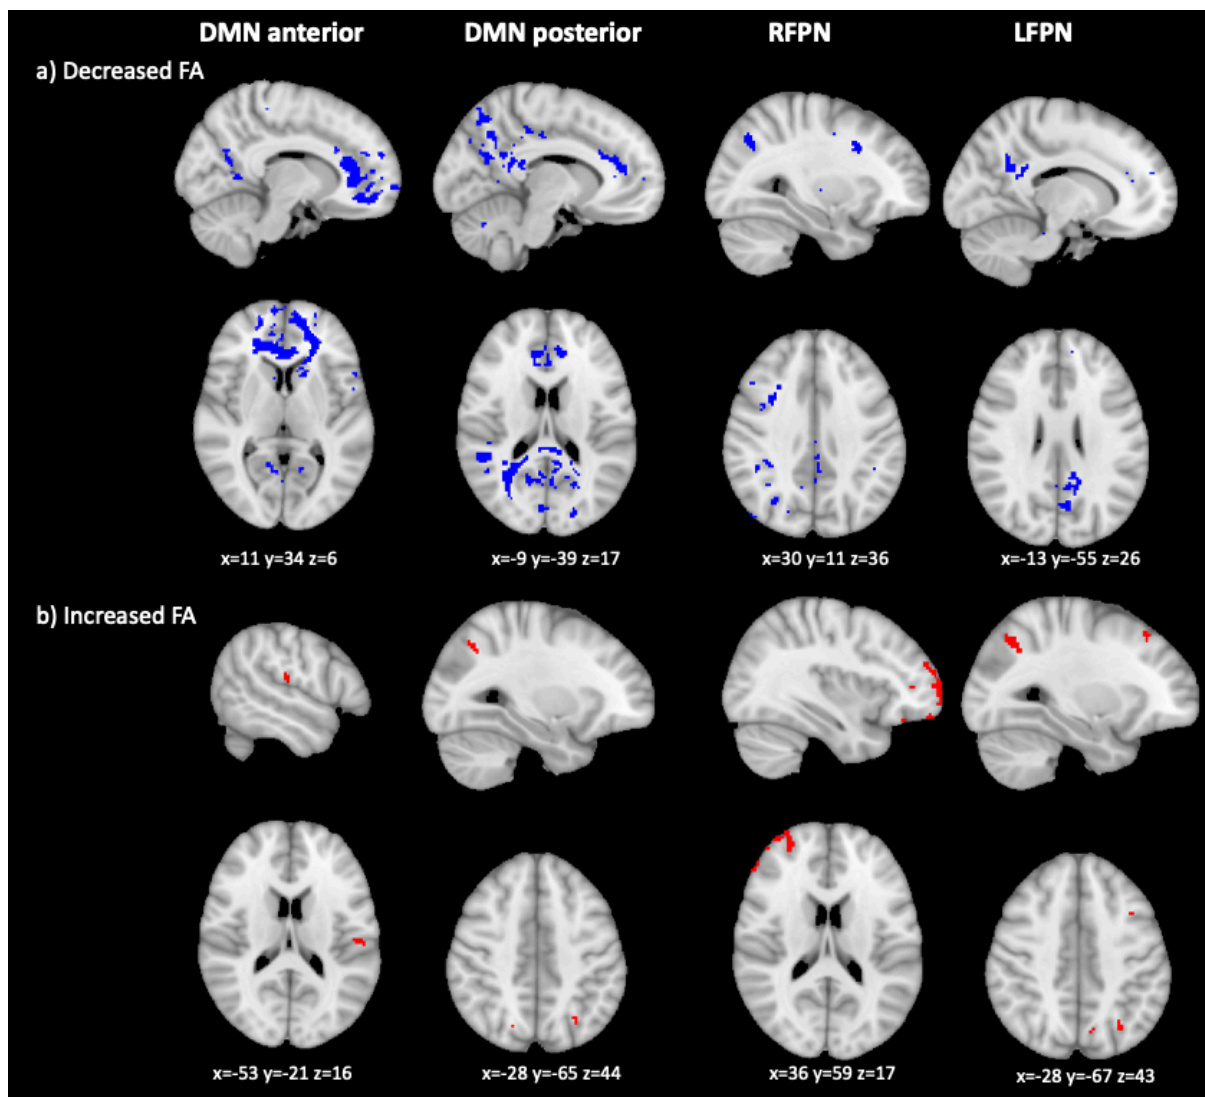 DMN anterior DMN posterior RFPN LFPN
a) Decreased FA
x=11 y=34 z=6 x=-9 y=-39 z=17 x=30 y=11 z=36 x=-13 y=-55 z=26
b) Increased FA
x=-53 y=-21 z=16 x=-28 y=-65 z=44 x=36 y=59 z=17 x=-28 y=-67 z=43